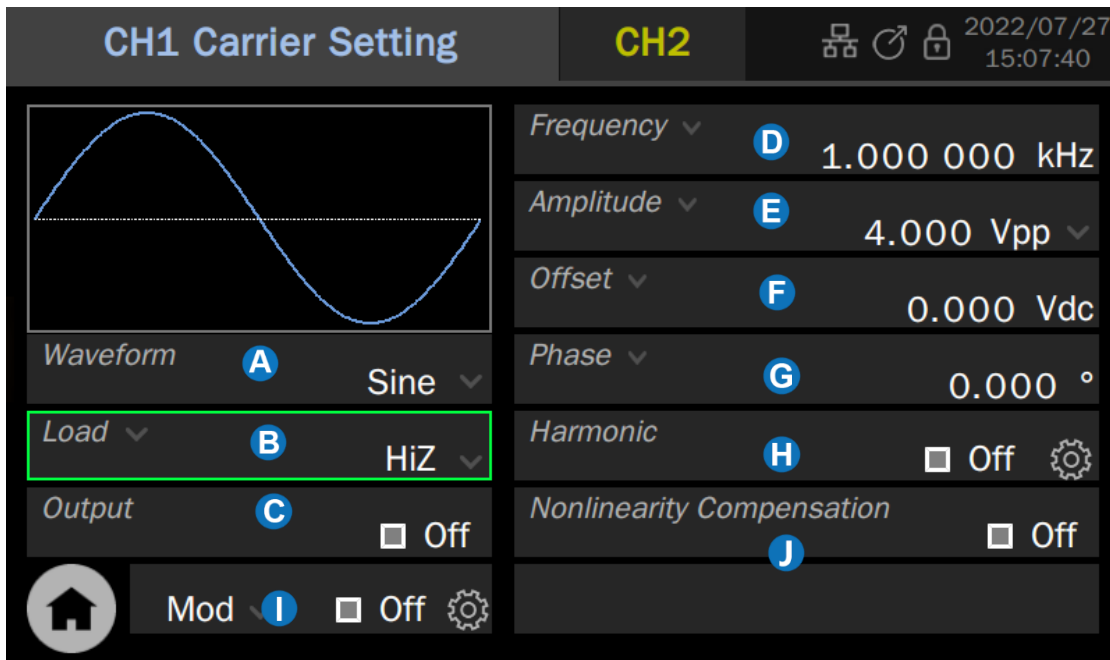 CH1 Carrier Setting
CH2
2022/07/27
15:07:40
Waveform
A
Sine
Load
B
HiZ
Output
C
Off
Mod
I
Off
Frequency
D
1.000 000 kHz
Amplitude
E
4.000 Vpp
Offset
F
0.000 Vdc
Phase
G
0.000 °
Harmonic
H
Off
Nonlinearity Compensation
J
Off